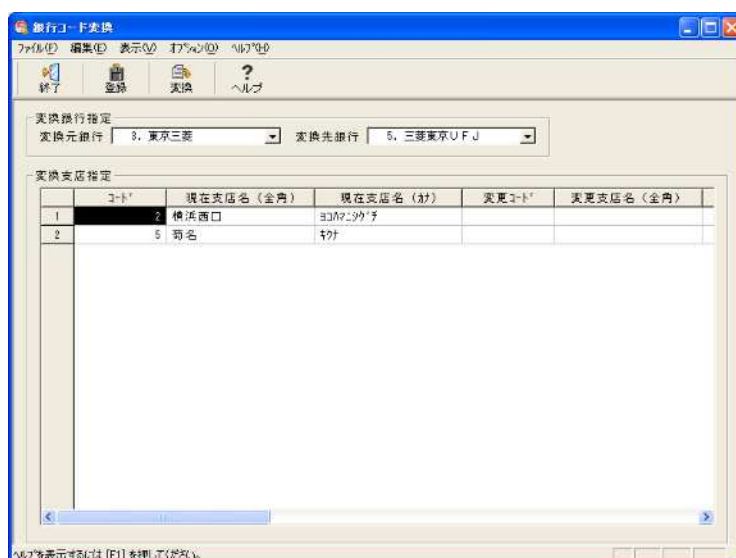 銀行コード変換
ﾌｧｲﾙ(F) 編集(E) 表示(V) ｵﾌﾟｼｮﾝ(O) ﾍﾙﾌﾟ(H)
終了 登録 変換 ? ヘルプ
変換銀行指定
変換元銀行 3. 東京三菱 変換先銀行 5. 三菱東京UFJ
変換支店指定
ｺｰﾄﾞ 現在支店名(全角) 現在支店名(ｶﾅ) 変更ｺｰﾄﾞ 変更支店名(全角)
1 2 横浜西口 ﾖｺﾊﾏﾆｼｸﾞﾁ
2 5 菊名 ｷｸﾅ
ﾍﾙﾌﾟを表示するには [F1] を押してください。